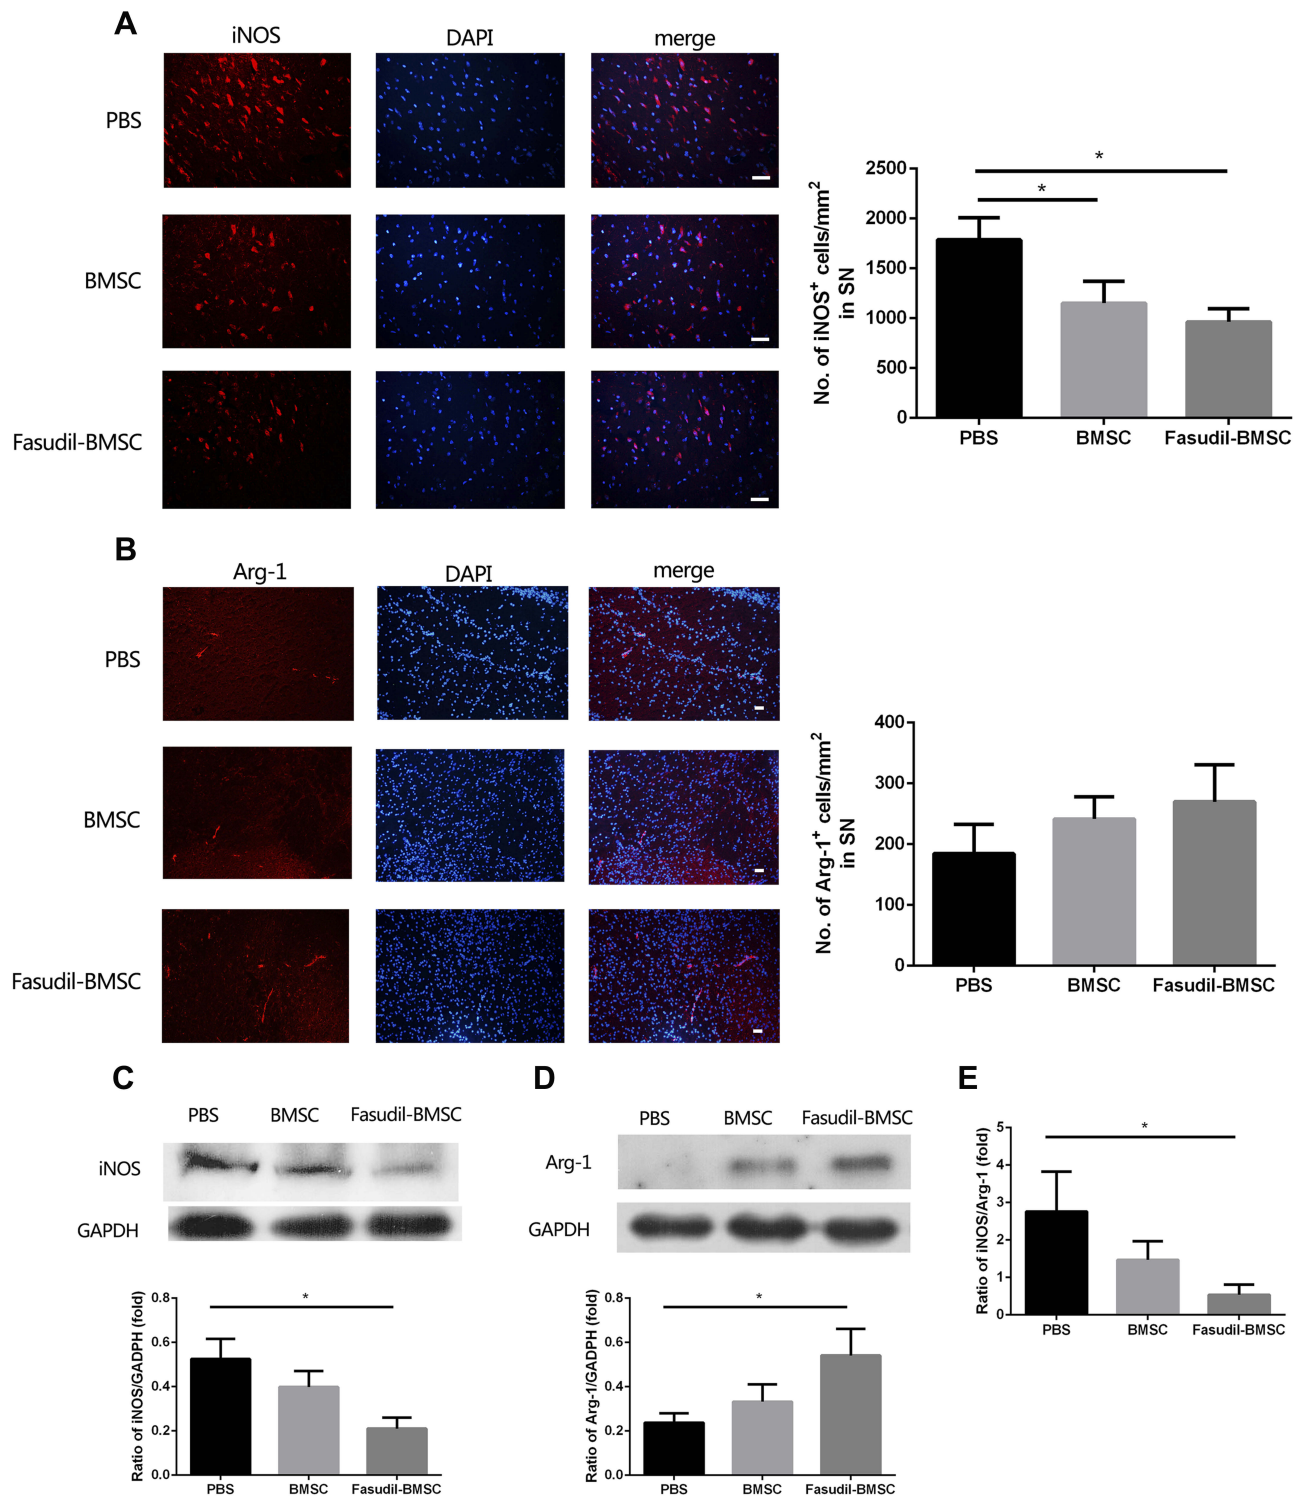 A
iNOS DAPI merge
PBS
BMSC
Fasudil-BMSC
No. of iNOS+ cells/mm2
in SN
2500
2000
1500
1000
500
0
*
*
PBS BMSC Fasudil-BMSC
B
Arg-1 DAPI merge
PBS
BMSC
Fasudil-BMSC
No. of Arg-1+ cells/mm2
in SN
400
300
200
100
0
PBS BMSC Fasudil-BMSC
C
PBS BMSC Fasudil-BMSC
iNOS
GAPDH
Ratio of iNOS/GADPH (fold)
0.8
0.6
0.4
0.2
0.0
*
PBS BMSC Fasudil-BMSC
D
PBS BMSC Fasudil-BMSC
Arg-1
GAPDH
Ratio of Arg-1/GADPH (fold)
0.8
0.6
0.4
0.2
0.0
*
PBS BMSC Fasudil-BMSC
E
Ratio of iNOS/Arg-1 (fold)
5
4
3
2
1
0
*
PBS BMSC Fasudil-BMSC